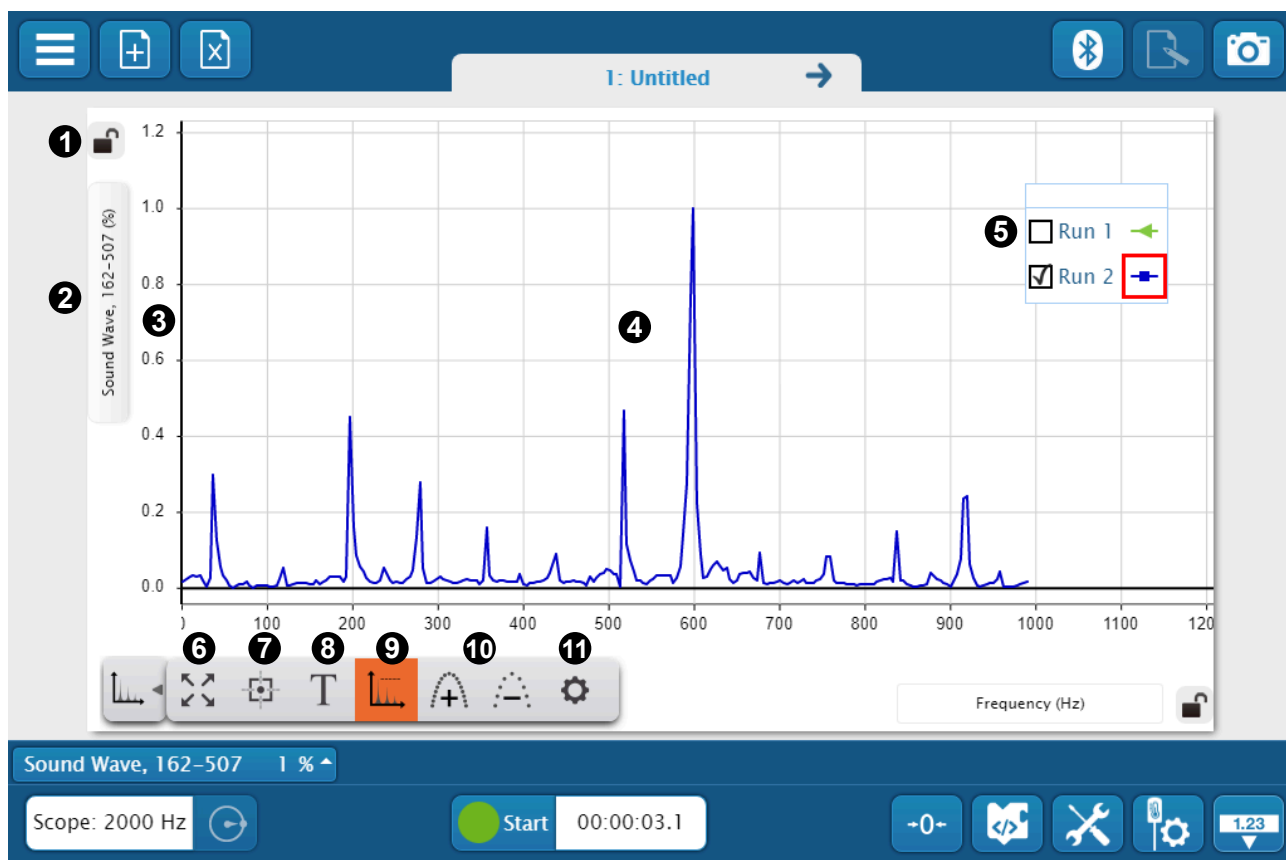 1: Untitled
1
1.2
1.0
0.8
0.6
0.4
0.2
0.0
2
Sound Wave, 162-507 (%)
3
4
5
Run 1
Run 2
0 100 200 300 400 500 600 700 800 900 1000 1100 120
6 7 8 9 10 11
T
Frequency (Hz)
Sound Wave, 162-507 1 %
Scope: 2000 Hz
Start 00:00:03.1
0
1.23